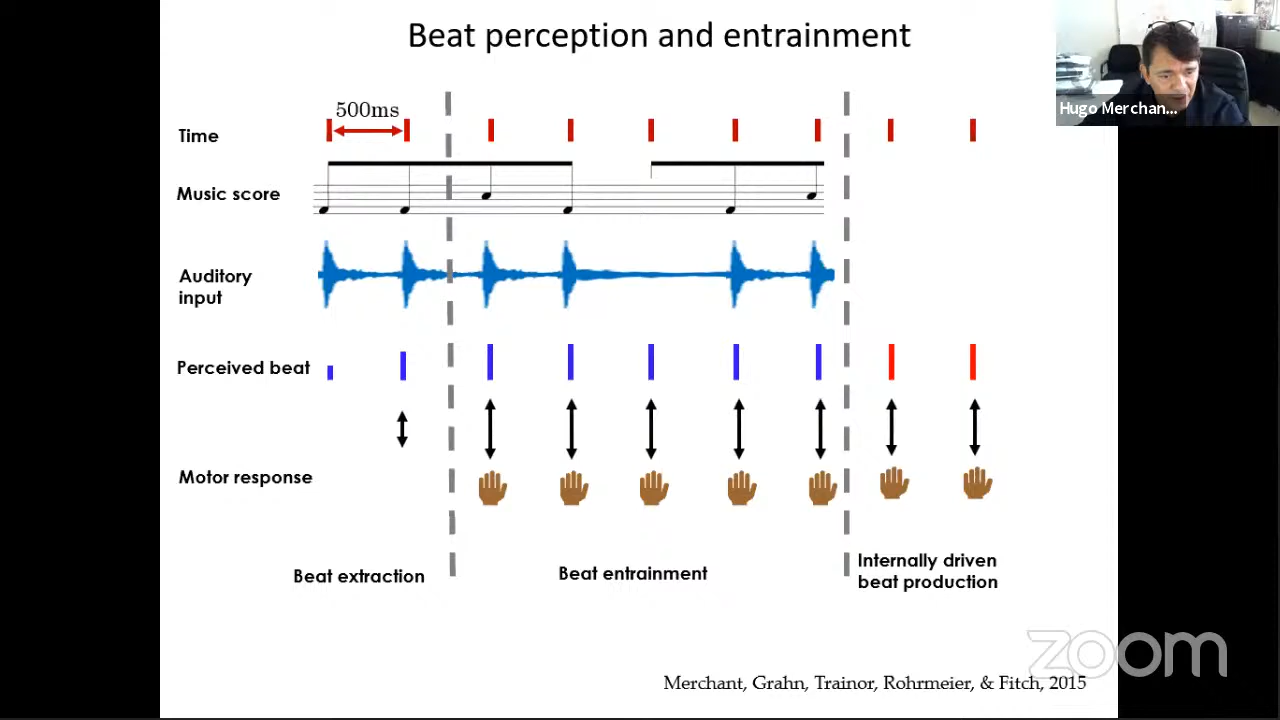 Beat perception and entrainment
Hugo Merchan...
500ms
Time
Music score
Auditory
input
Perceived beat
Motor response
Beat extraction
Beat entrainment
Internally driven
beat production
zoom
Merchant, Grahn, Trainor, Rohrmeier, & Fitch, 2015